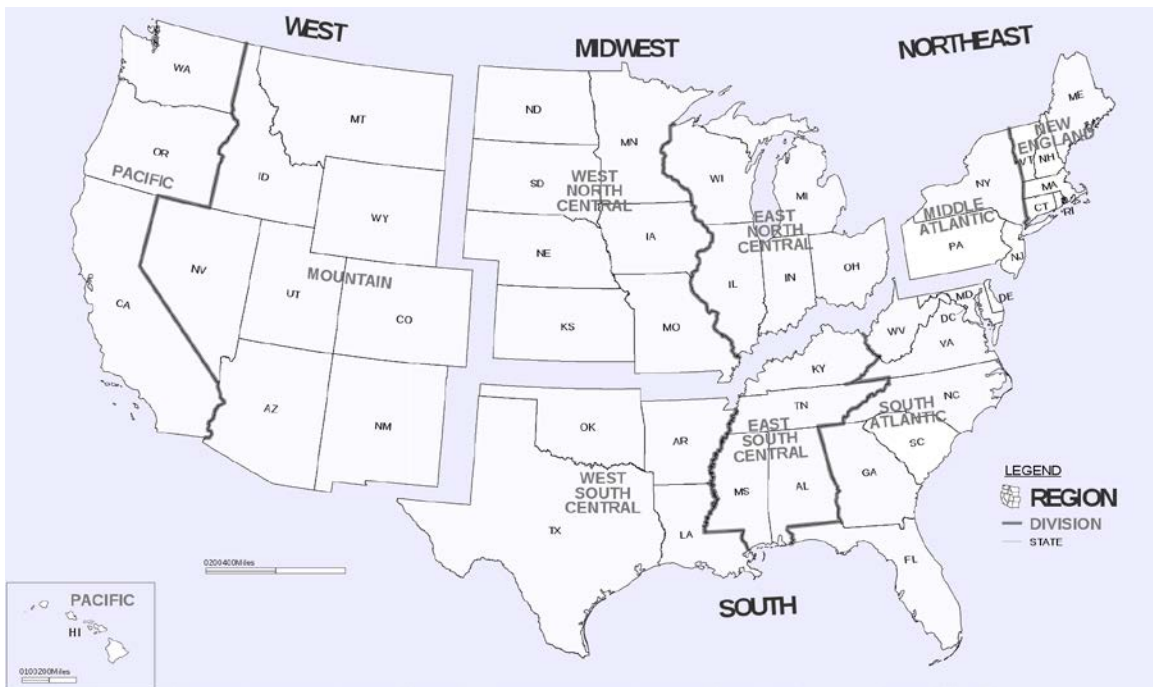 WEST
MIDWEST
NORTHEAST
WA
MT
ND
MN
ME
OR
ID
SD
WI
MI
NEW
ENGLAND
VT
NH
PACIFIC
WEST
NORTH
CENTRAL
NY
MA
CT
RI
WY
IA
EAST
NORTH
CENTRAL
MIDDLE
ATLANTIC
PA
NJ
NV
MOUNTAIN
UT
NE
IL
IN
OH
CA
CO
KS
MO
MD
DE
DC
WV
VA
KY
AZ
NM
OK
AR
TN
NC
EAST
SOUTH
CENTRAL
SOUTH
ATLANTIC
SC
WEST
SOUTH
CENTRAL
MS
AL
GA
TX
LA
FL
LEGEND
REGION
DIVISION
STATE
0200400Miles
SOUTH
PACIFIC
HI
0100200Miles